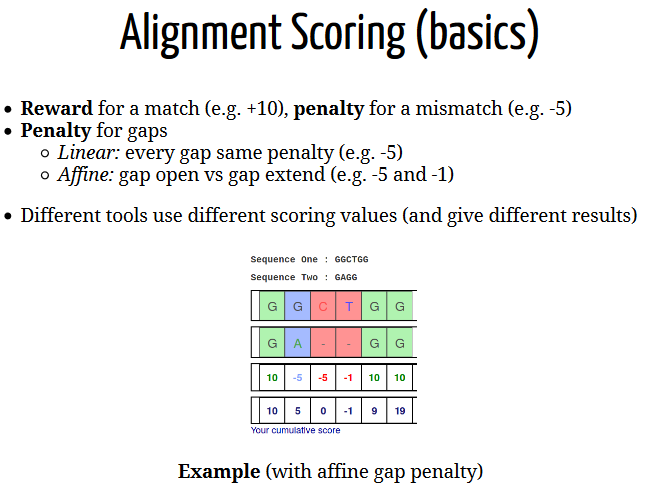 Alignment Scoring (basics)
• Reward for a match (e.g. +10), penalty for a mismatch (e.g. -5)
• Penalty for gaps
○ Linear: every gap same penalty (e.g. -5)
○ Affine: gap open vs gap extend (e.g. -5 and -1)
• Different tools use different scoring values (and give different results)
Sequence One : GGCTGG
Sequence Two : GAGG
G G C T G G
G A - - G G
10 -5 -5 -1 10 10
10 5 0 -1 9 19
Your cumulative score
Example (with affine gap penalty)